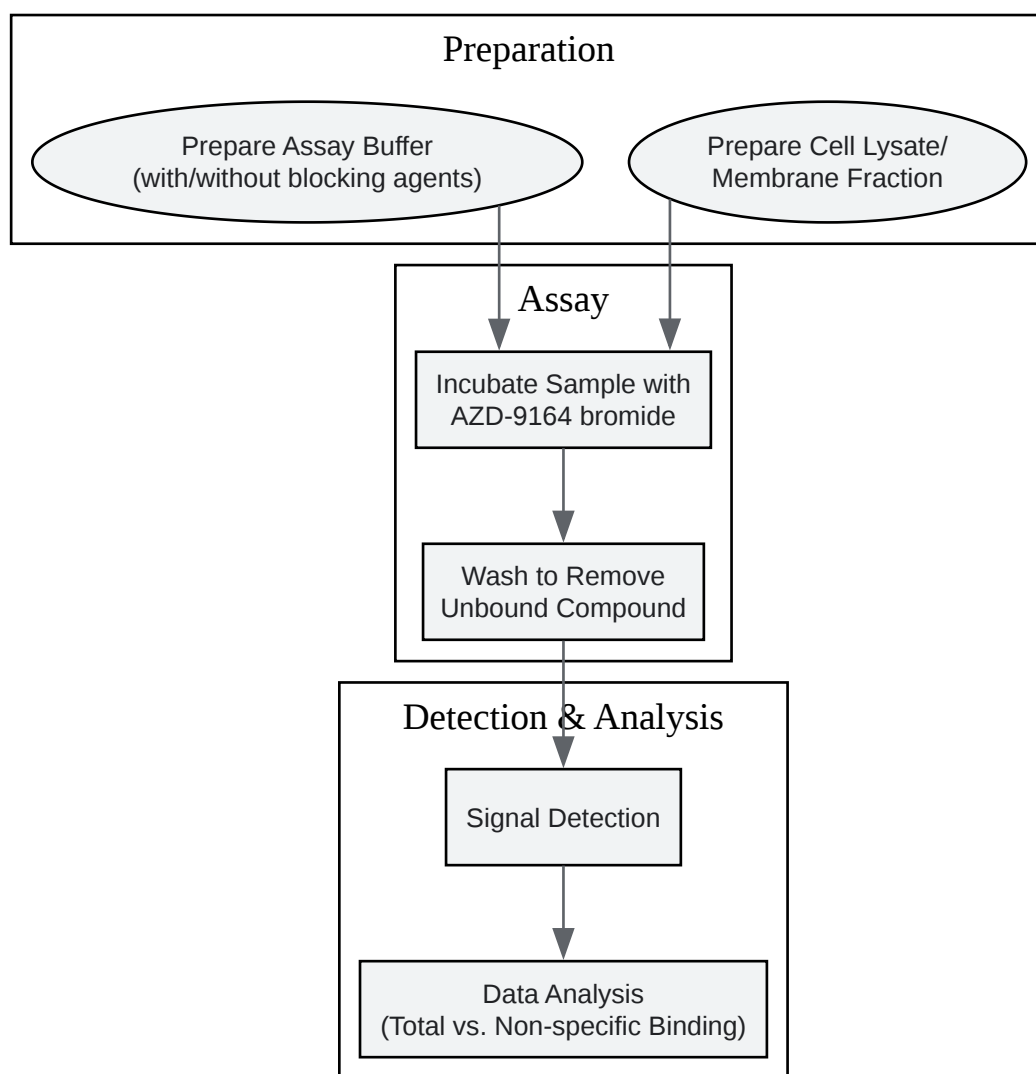 Preparation
Prepare Assay Buffer
(with/without blocking agents)
Prepare Cell Lysate/
Membrane Fraction
Assay
Incubate Sample with
AZD-9164 bromide
Wash to Remove
Unbound Compound
Detection & Analysis
Signal Detection
Data Analysis
(Total vs. Non-specific Binding)